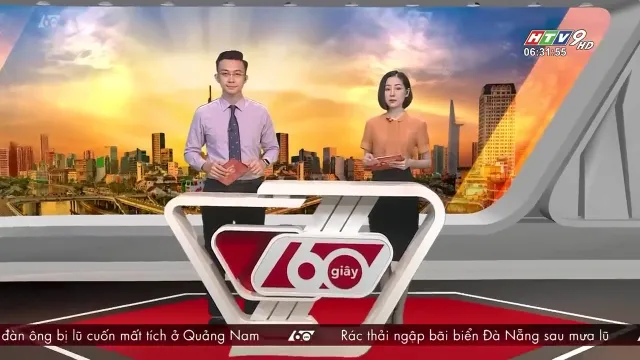 HTV9 HD
06:31:55
60 giây
đàn ông bị lũ cuốn mất tích ở Quảng Nam 60 Rác thải ngập bãi biển Đà Nẵng sau mưa lũ